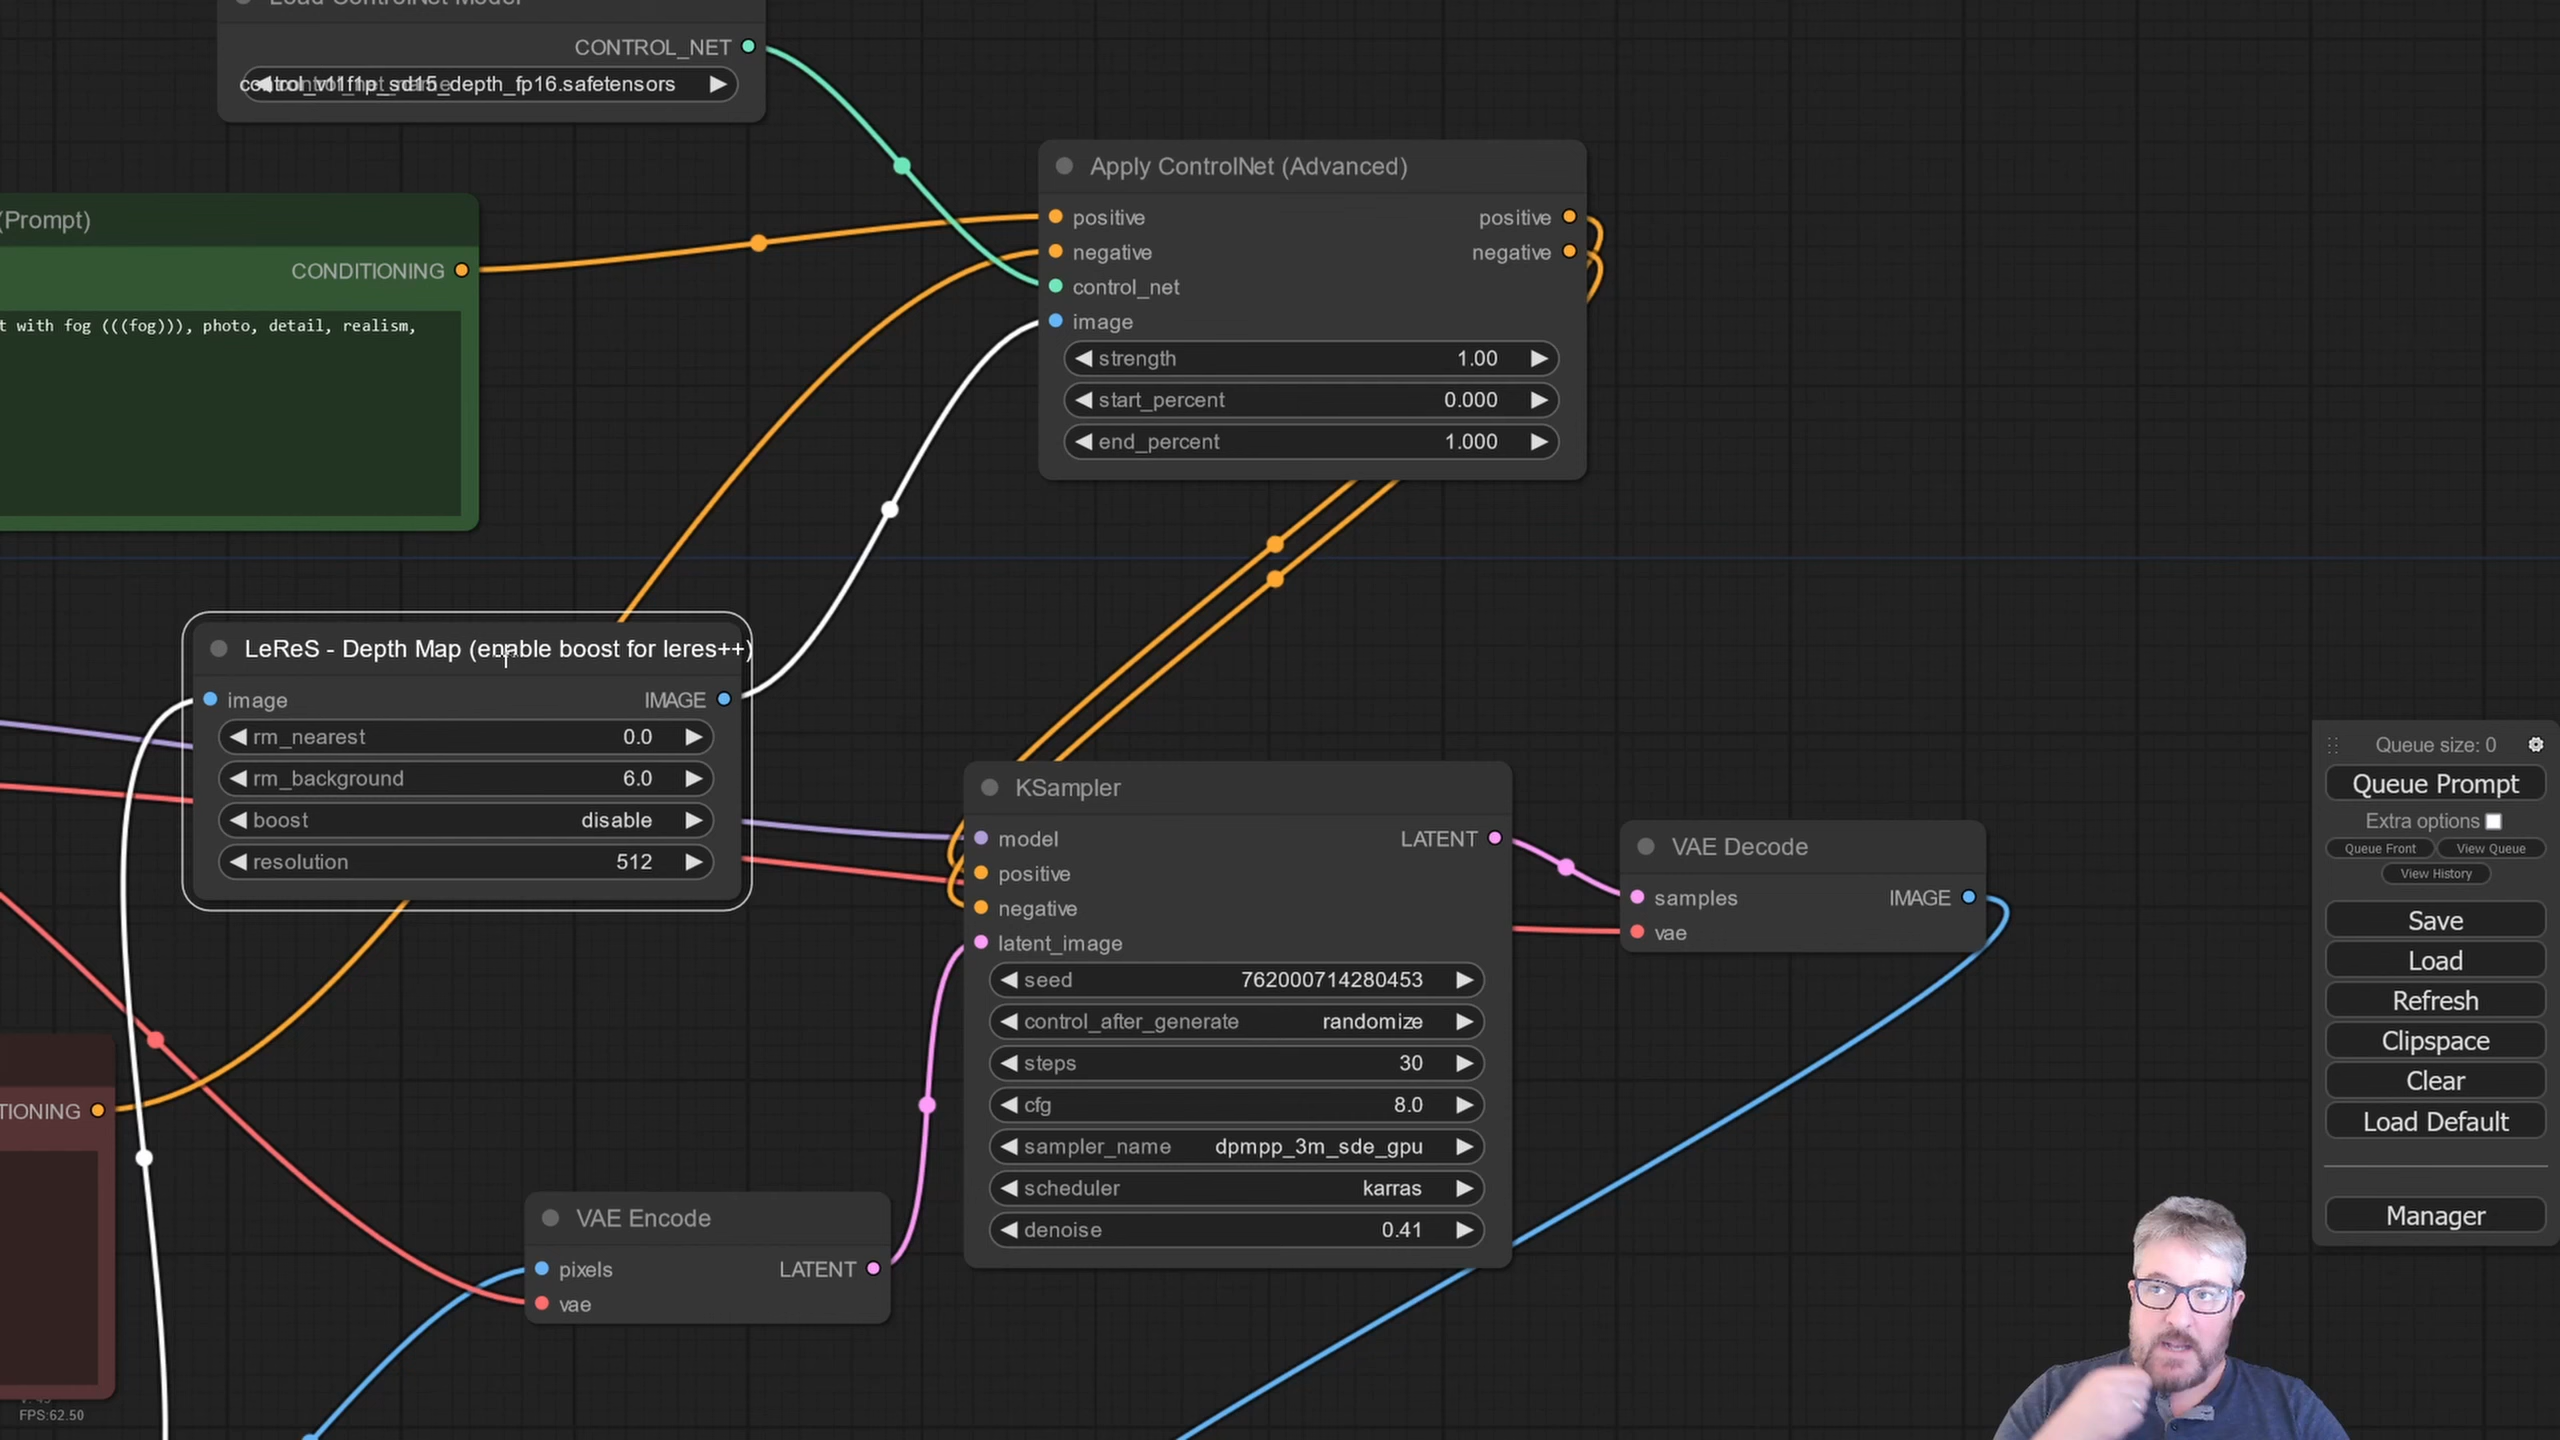 Load ControlNet Model
CONTROL_NET
sd15_depth_fp16.safetensors
Apply ControlNet (Advanced)
positive
negative
control_net
image
positive
negative
strength 1.00
start_percent 0.000
end_percent 1.000
(Prompt)
CONDITIONING
t with fog (((fog))), photo, detail, realism,
LeReS - Depth Map (enable boost for leres++)
image IMAGE
rm_nearest 0.0
rm_background 6.0
boost disable
resolution 512
KSampler
model LATENT
positive
negative
latent_image
seed 762000714280453
control_after_generate randomize
steps 30
cfg 8.0
sampler_name dpmpp_3m_sde_gpu
scheduler karras
denoise 0.41
VAE Decode
samples IMAGE
vae
TIONING
VAE Encode
pixels LATENT
vae
FPS:62.50
Queue size: 0
Queue Prompt
Extra options
Queue Front View Queue
View History
Save
Load
Refresh
Clipspace
Clear
Load Default
Manager